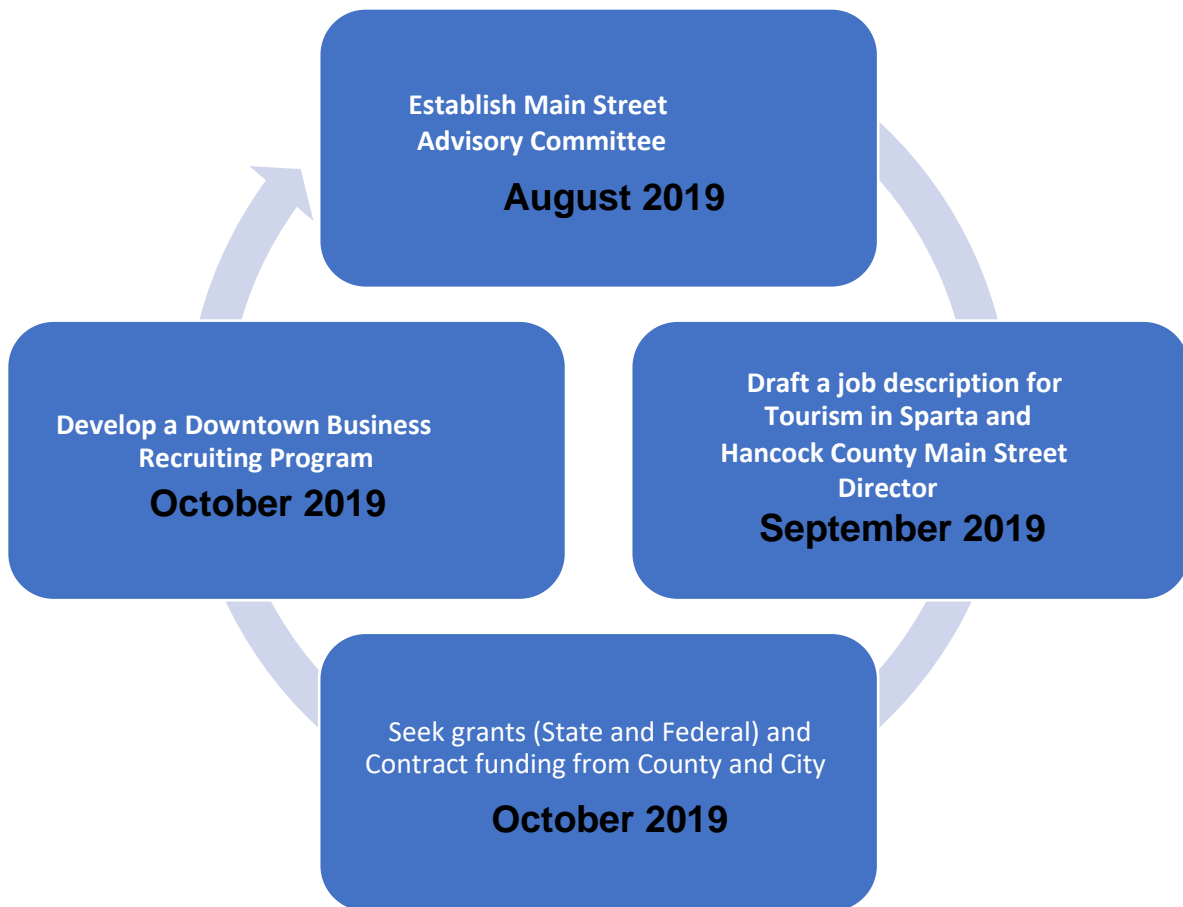 Establish Main Street
Advisory Committee
August 2019
Draft a job description for
Tourism in Sparta and
Hancock County Main Street
Director
September 2019
Seek grants (State and Federal) and
Contract funding from County and City
October 2019
Develop a Downtown Business
Recruiting Program
October 2019